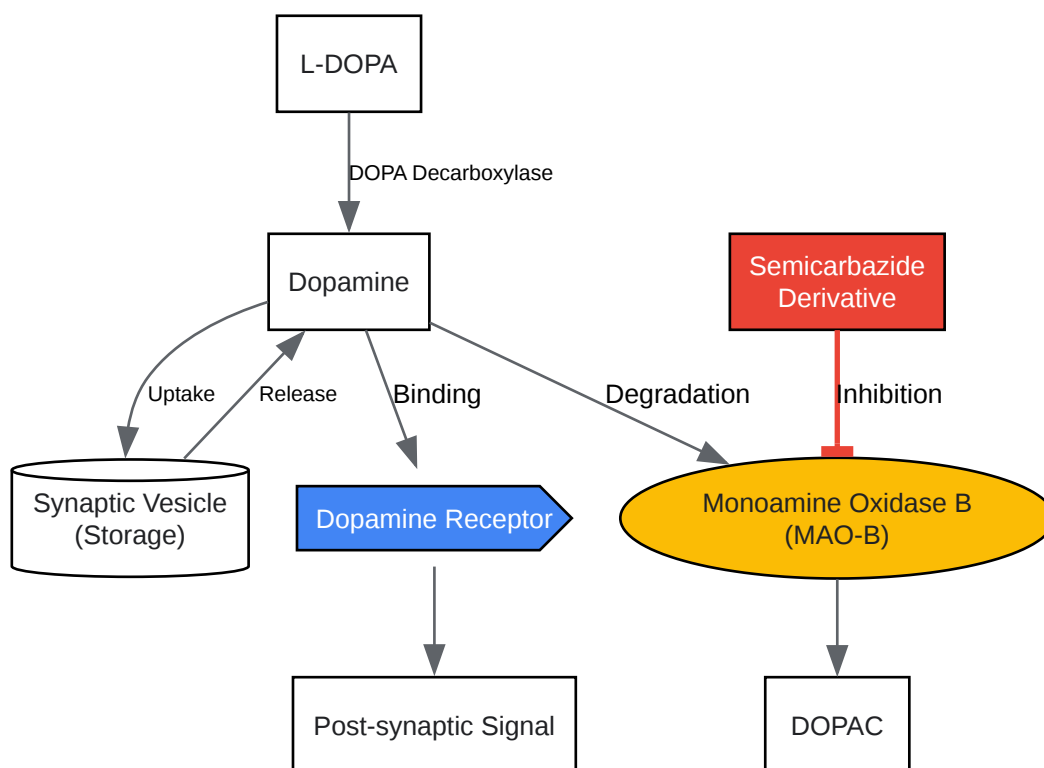 L-DOPA
DOPA Decarboxylase
Dopamine
Semicarbazide
Derivative
Uptake
Release
Binding
Degradation
Inhibition
Synaptic Vesicle
(Storage)
Dopamine Receptor
Monoamine Oxidase B
(MAO-B)
Post-synaptic Signal
DOPAC